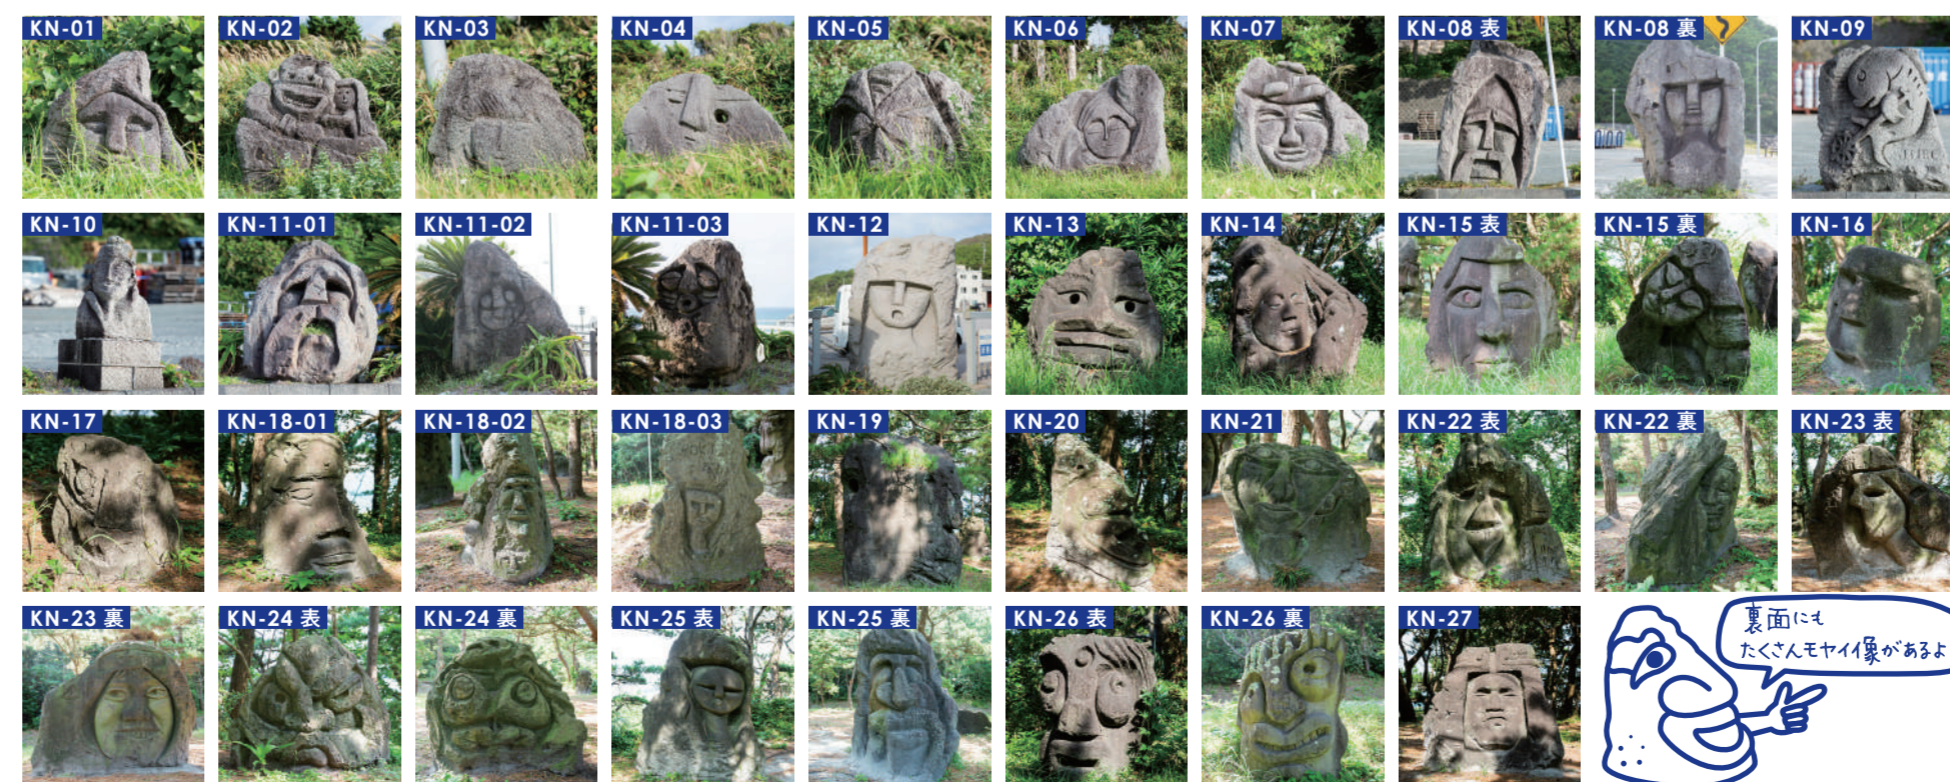 KN-01
KN-02
KN-03
KN-04
KN-05
KN-06
KN-07
KN-08 表
KN-08 裏
KN-09
KN-10
KN-11-01
KN-11-02
KN-11-03
KN-12
KN-13
KN-14
KN-15 表
KN-15 裏
KN-16
KN-17
KN-18-01
KN-18-02
KN-18-03
KN-19
KN-20
KN-21
KN-22 表
KN-22 裏
KN-23 表
KN-23 裏
KN-24 表
KN-24 裏
KN-25 表
KN-25 裏
KN-26 表
KN-26 裏
KN-27
裏面にも
たくさんモヤイ像があるよ